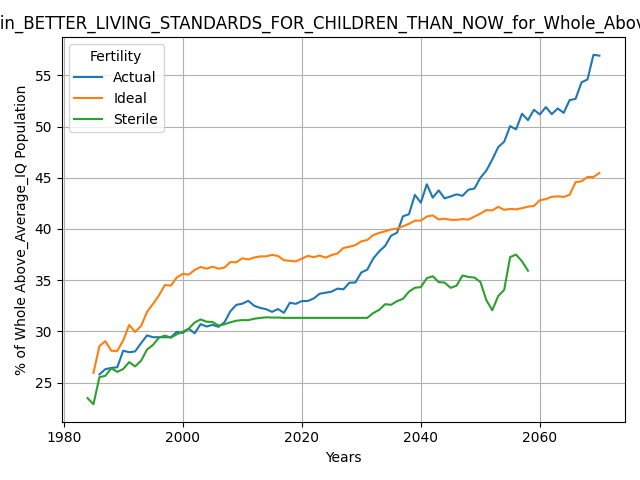 in_BETTER_LIVING_STANDARDS_FOR_CHILDREN_THAN_NOW_for_Whole_Abov
Fertility
Actual
Ideal
Sterile
% of Whole Above_Average_IQ Population
55
50
45
40
35
30
25
1980
2000
2020
2040
2060
Years